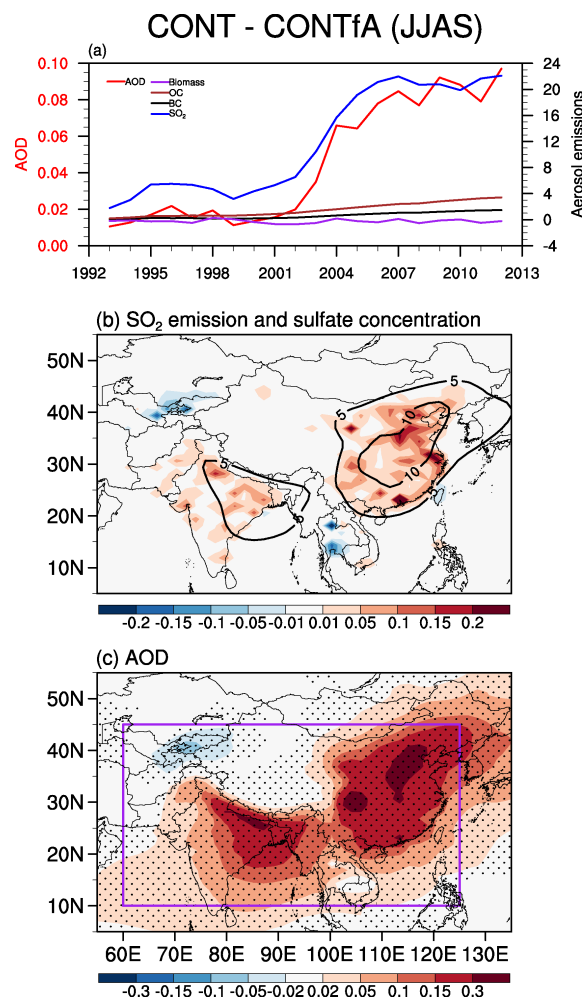 CONT - CONTfA (JJAS)
(a)
0.10
0.08
0.06
0.04
0.02
0.00
AOD
AOD
Biomass
OC
BC
SO₂
24
20
16
12
8
4
0
-4
Aerosol emissions
1992 1995 1998 2001 2004 2007 2010 2013
(b) SO₂ emission and sulfate concentration
50N
40N
30N
20N
10N
5
5
5
5
5
10
10
-0.2 -0.15 -0.1 -0.05 -0.01 0.01 0.05 0.1 0.15 0.2
(c) AOD
50N
40N
30N
20N
10N
60E 70E 80E 90E 100E 110E 120E 130E
-0.3 -0.15 -0.1 -0.05 -0.02 0.02 0.05 0.1 0.15 0.3